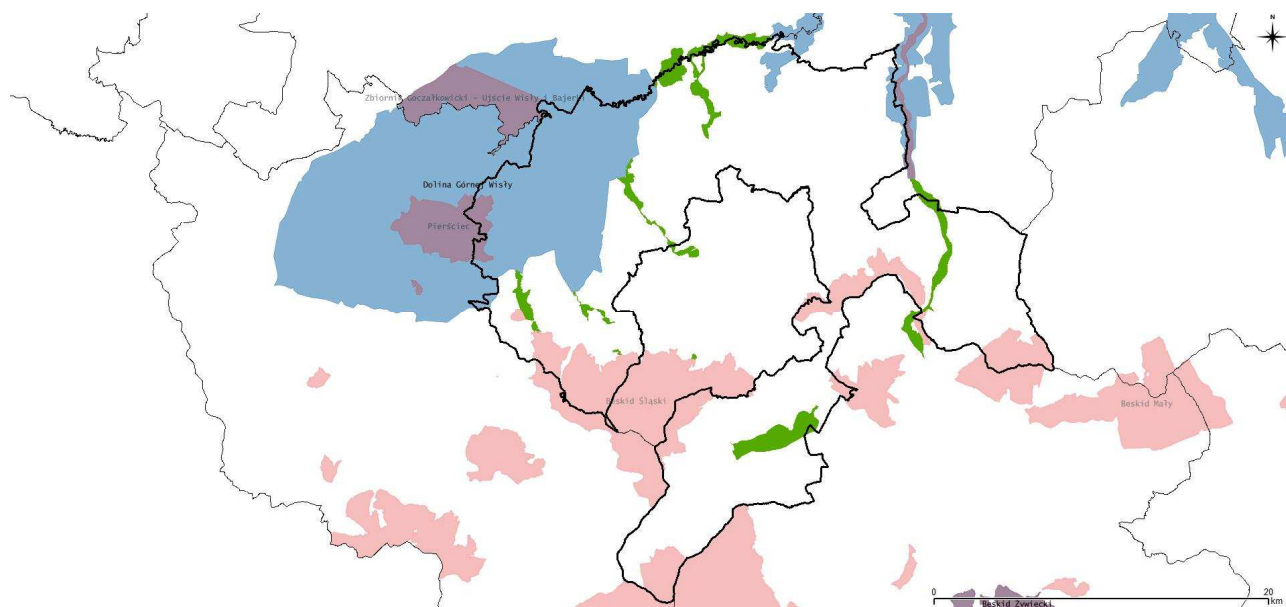 N
Zbiornik Goczałkowicki - Ujście Wisły i Bajerki
Dolina Górnej Wisły
Pierściec
Beskid Śląski
Beskid Mały
0 20
km
Beskid Żywiecki